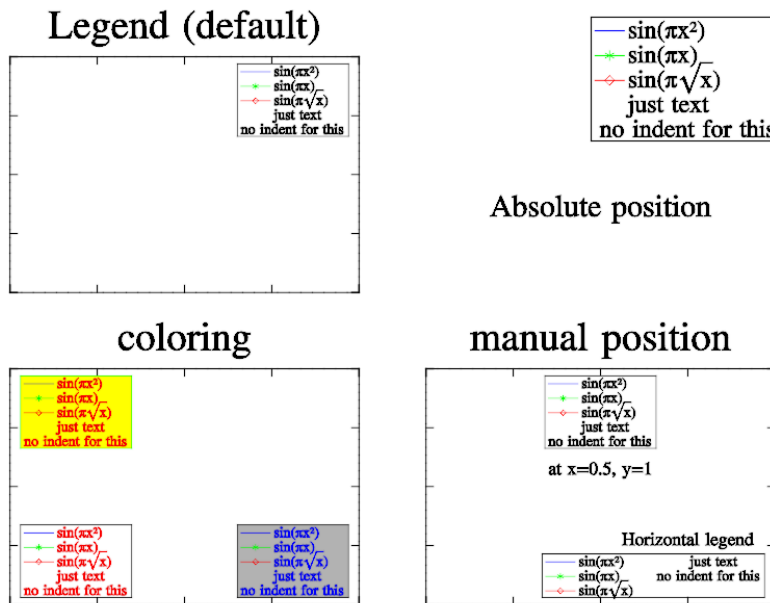 Legend (default)
sin(πx²)
sin(πx)
sin(π√x)
just text
no indent for this
sin(πx²)
sin(πx)
sin(π√x)
just text
no indent for this
Absolute position
coloring
sin(πx²)
sin(πx)
sin(π√x)
just text
no indent for this
sin(πx²)
sin(πx)
sin(π√x)
just text
no indent for this
sin(πx²)
sin(πx)
sin(π√x)
just text
no indent for this
manual position
sin(πx²)
sin(πx)
sin(π√x)
just text
no indent for this
at x=0.5, y=1
Horizontal legend
sin(πx²) just text
sin(πx) no indent for this
sin(π√x)